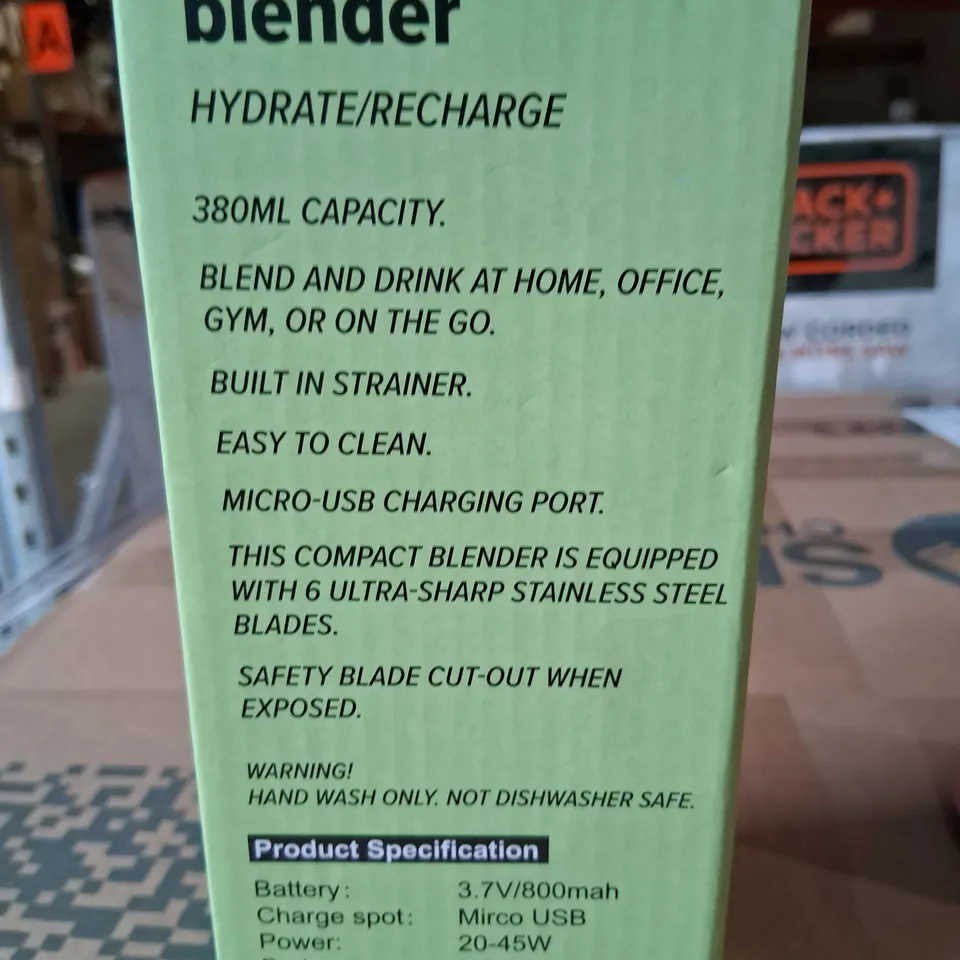 blender
HYDRATE/RECHARGE
380ML CAPACITY.
BLEND AND DRINK AT HOME, OFFICE,
GYM, OR ON THE GO.
BUILT IN STRAINER.
EASY TO CLEAN.
MICRO-USB CHARGING PORT.
THIS COMPACT BLENDER IS EQUIPPED
WITH 6 ULTRA-SHARP STAINLESS STEEL
BLADES.
SAFETY BLADE CUT-OUT WHEN
EXPOSED.
WARNING!
HAND WASH ONLY. NOT DISHWASHER SAFE.
Product Specification
Battery: 3.7V/800mah
Charge spot: Mirco USB
Power: 20-45W
A
ACK+
CKER
CORDED